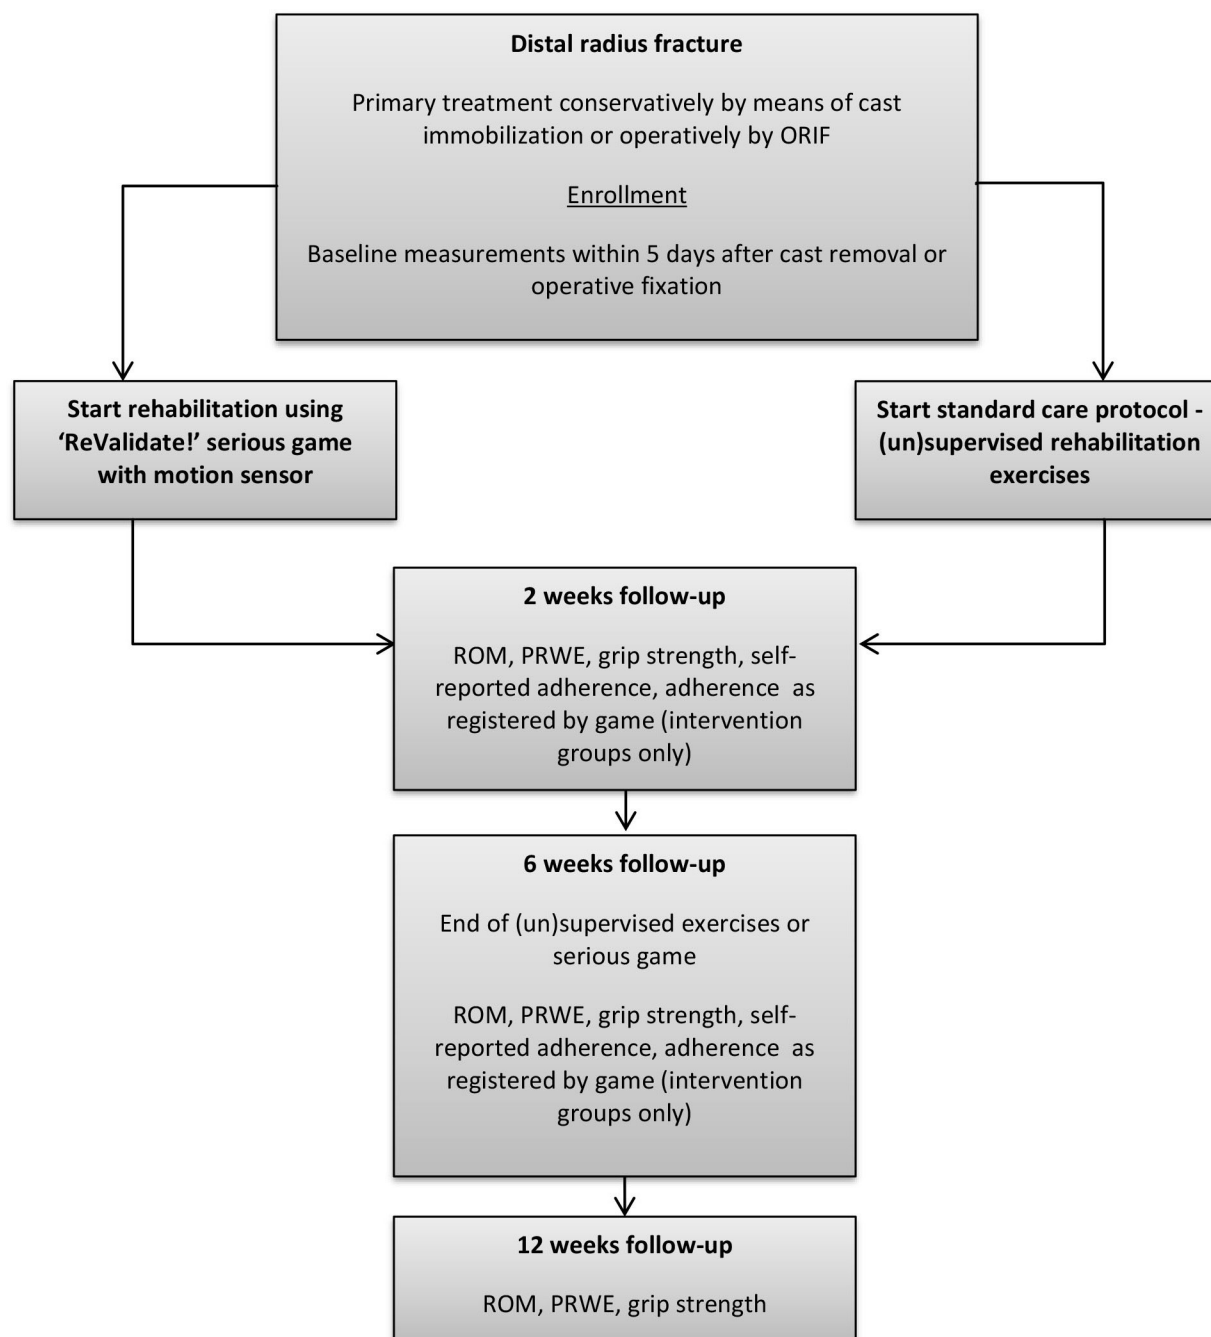 Distal radius fracture
Primary treatment conservatively by means of cast
immobilization or operatively by ORIF
Enrollment
Baseline measurements within 5 days after cast removal or
operative fixation
Start rehabilitation using
‘ReValidate!’ serious game
with motion sensor
Start standard care protocol -
(un)supervised rehabilitation
exercises
2 weeks follow-up
ROM, PRWE, grip strength, self-
reported adherence, adherence  as
registered by game (intervention
groups only)
6 weeks follow-up
End of (un)supervised exercises or
serious game
ROM, PRWE, grip strength, self-
reported adherence, adherence  as
registered by game (intervention
groups only)
12 weeks follow-up
ROM, PRWE, grip strength